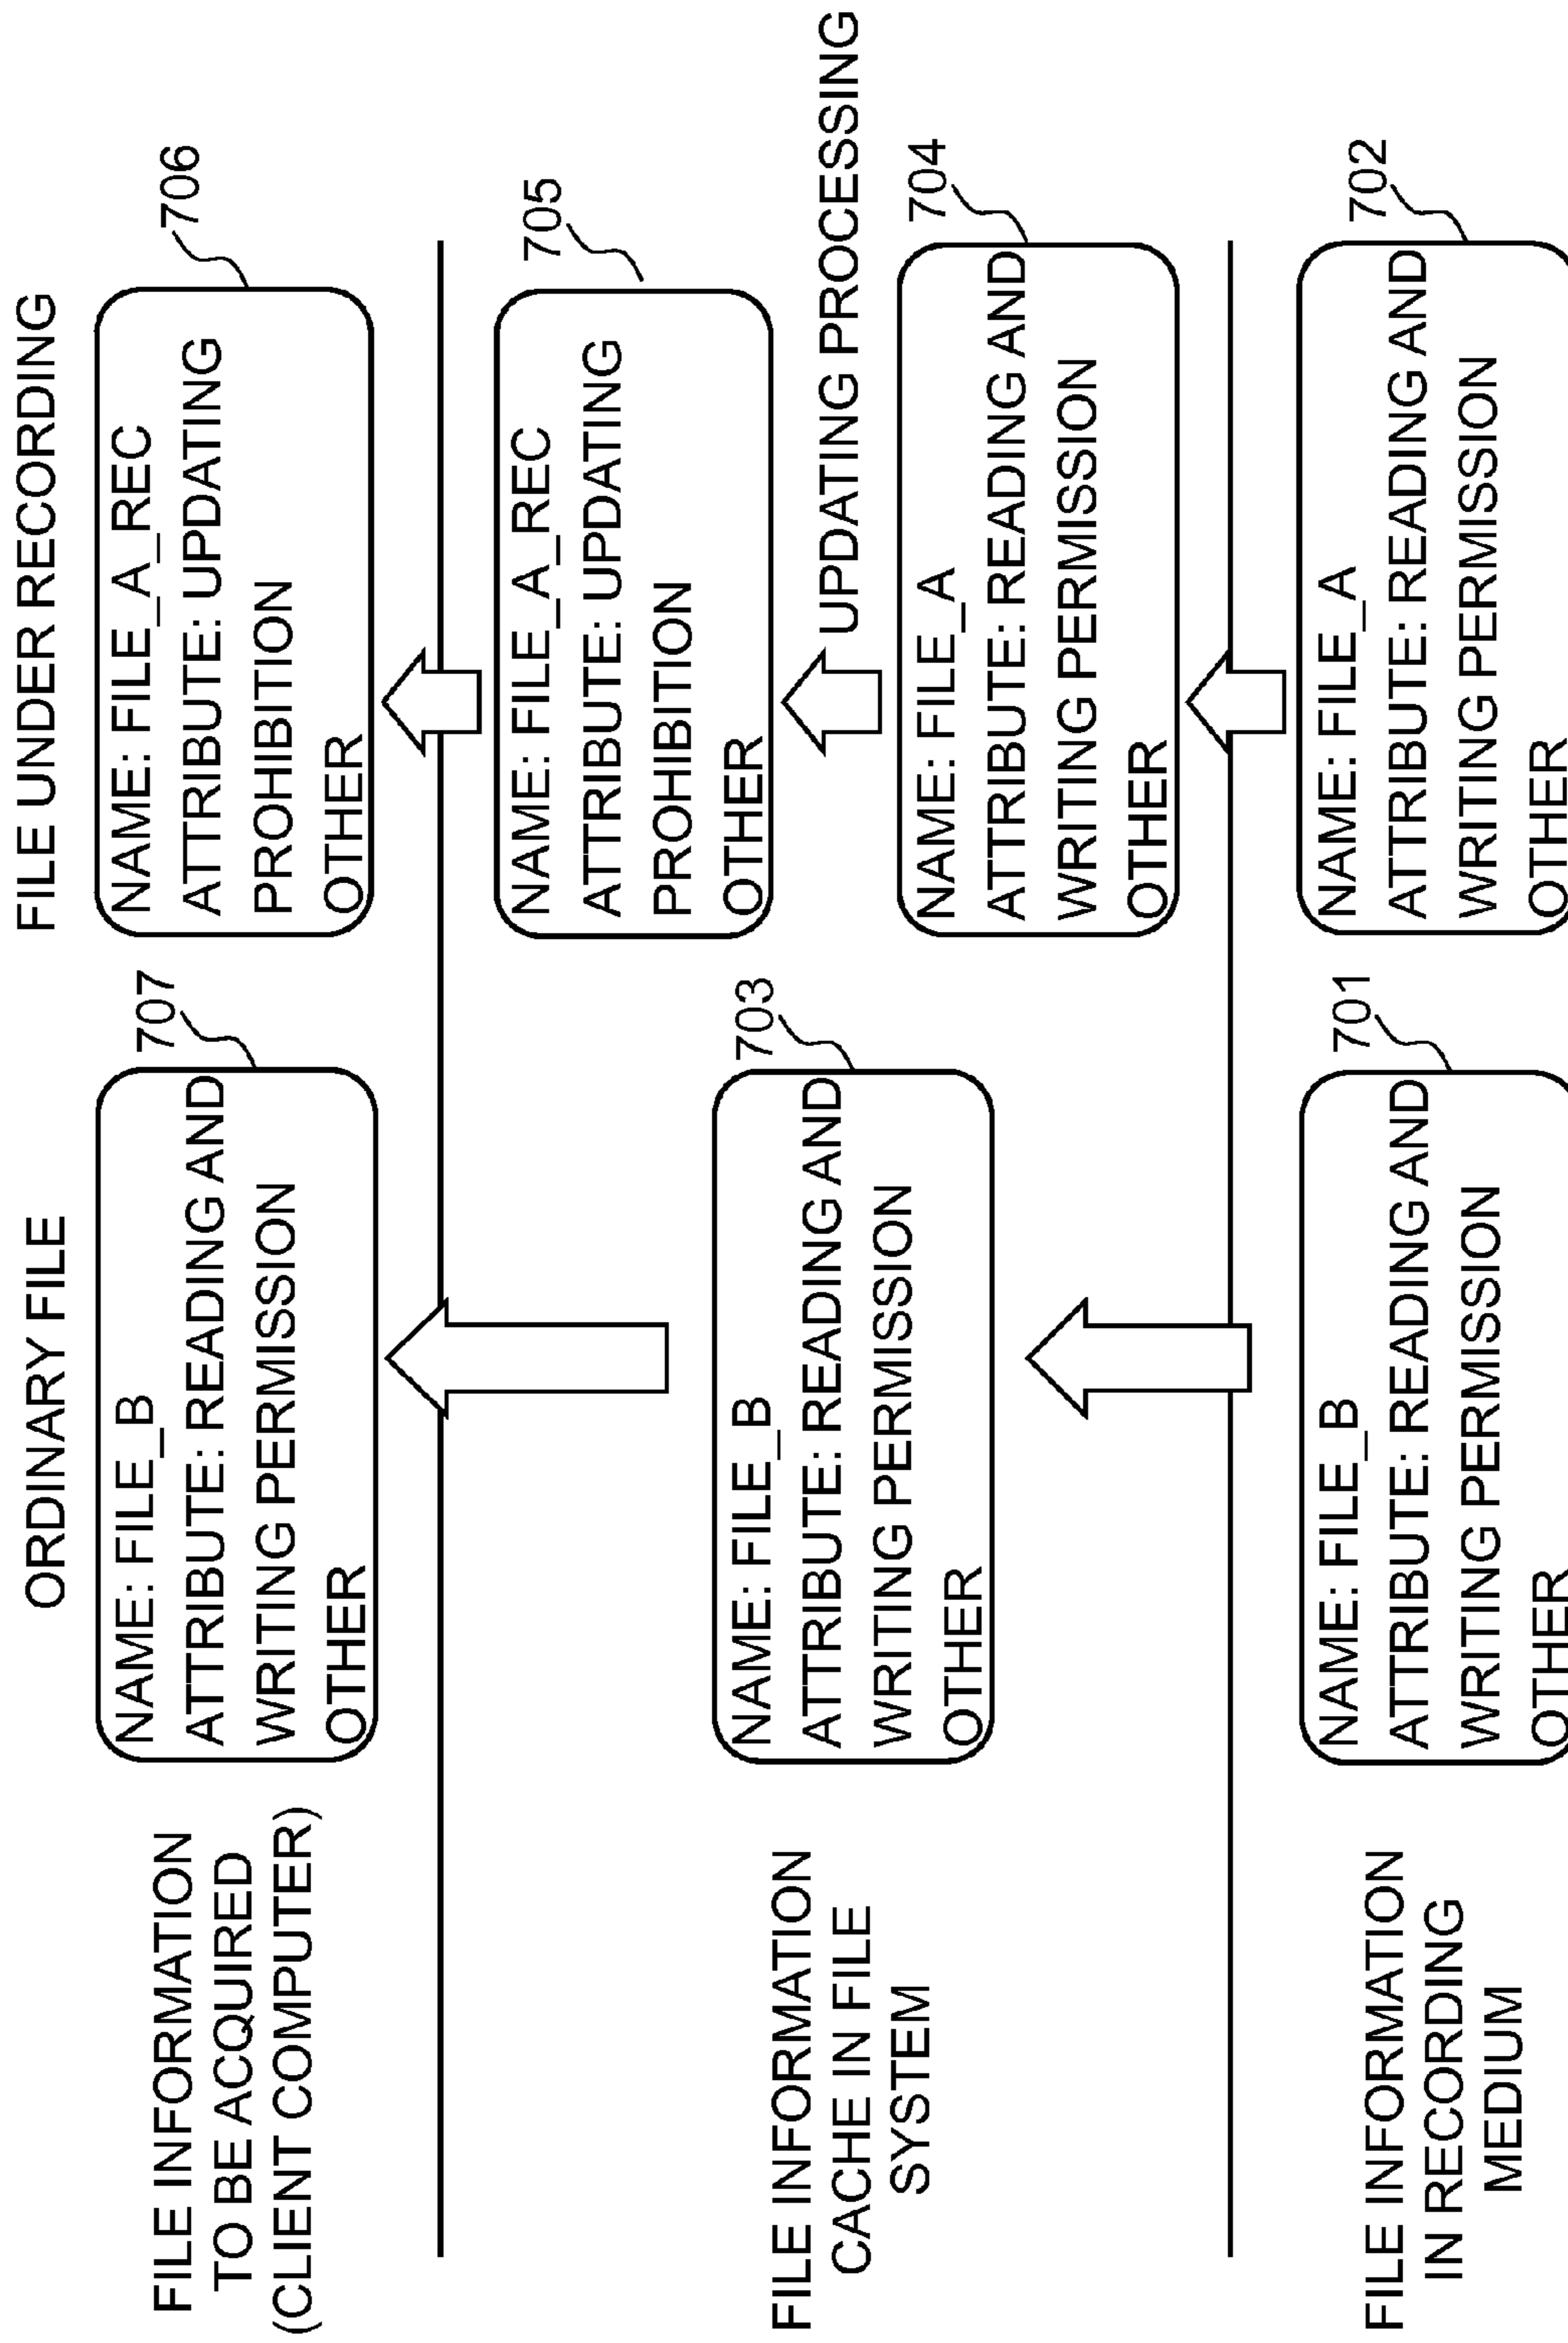 ORDINARY FILE
FILE UNDER RECORDING
FILE INFORMATION
TO BE ACQUIRED
(CLIENT COMPUTER)
707
NAME: FILE_B
ATTRIBUTE: READING AND
WRITING PERMISSION
OTHER
706
NAME: FILE_A_REC
ATTRIBUTE: UPDATING
PROHIBITION
OTHER
FILE INFORMATION
CACHE IN FILE
SYSTEM
703
NAME: FILE_B
ATTRIBUTE: READING AND
WRITING PERMISSION
OTHER
705
NAME: FILE_A_REC
ATTRIBUTE: UPDATING
PROHIBITION
OTHER
UPDATING PROCESSING
704
NAME: FILE_A
ATTRIBUTE: READING AND
WRITING PERMISSION
OTHER
FILE INFORMATION
IN RECORDING
MEDIUM
701
NAME: FILE_B
ATTRIBUTE: READING AND
WRITING PERMISSION
OTHER
702
NAME: FILE_A
ATTRIBUTE: READING AND
WRITING PERMISSION
OTHER